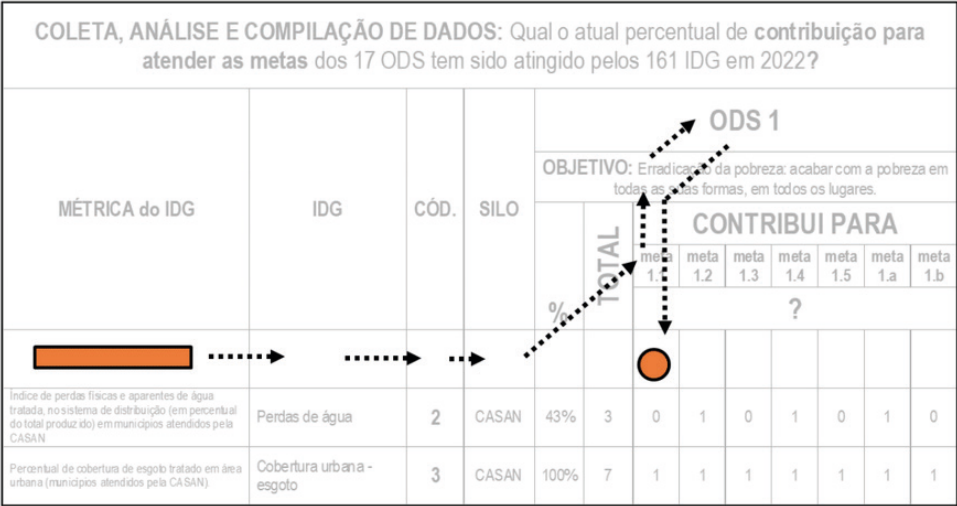 COLETA, ANÁLISE E COMPILAÇÃO DE DADOS: Qual o atual percentual de contribuição para
atender as metas dos 17 ODS tem sido atingido pelos 161 IDG em 2022?
ODS 1
OBJETIVO: Erradicação da pobreza: acabar com a pobreza em
todas as suas formas, em todos os lugares.
MÉTRICA do IDG
IDG
CÓD.
SILO
%
TOTAL
CONTRIBUI PARA
meta 1.1
meta 1.2
meta 1.3
meta 1.4
meta 1.5
meta 1.a
meta 1.b
?
Índice de perdas físicas e aparentes de água
tratada, no sistema de distribuição (em percentual
do total produzido) em municípios atendidos pela
CASAN
Perdas de água
2
CASAN
43%
3
0
1
0
1
0
1
0
Percentual de cobertura de esgoto tratado em área
urbana (municípios atendidos pela CASAN).
Cobertura urbana -
esgoto
3
CASAN
100%
7
1
1
1
1
1
1
1